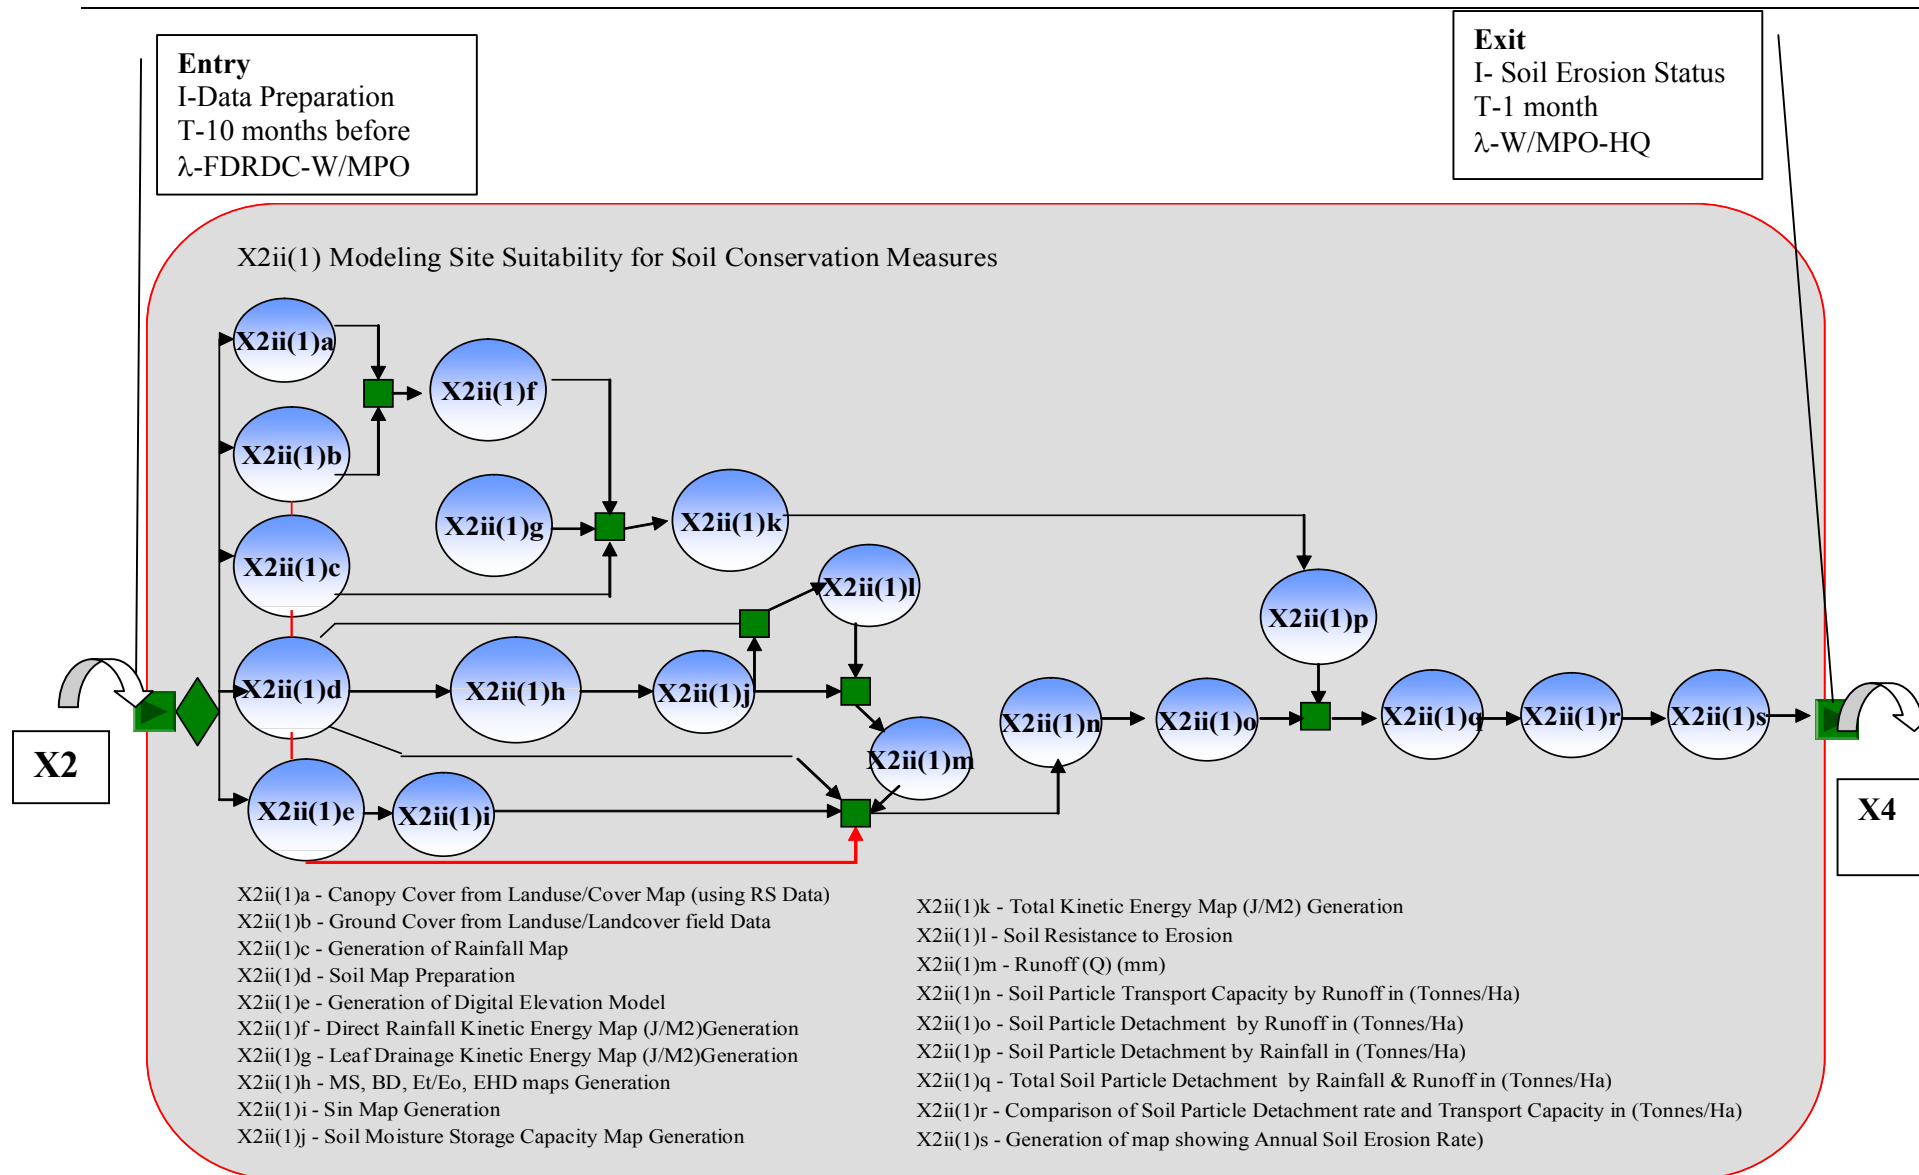 Entry
I-Data Preparation
T-10 months before
λ-FDRDC-W/MPO
Exit
I- Soil Erosion Status
T-1 month
λ-W/MPO-HQ
X2ii(1) Modeling Site Suitability for Soil Conservation Measures
X2ii(1)a
X2ii(1)f
X2ii(1)b
X2ii(1)g
X2ii(1)k
X2ii(1)c
X2ii(1)l
X2ii(1)p
X2ii(1)d
X2ii(1)h
X2ii(1)j
X2ii(1)n
X2ii(1)o
X2ii(1)q
X2ii(1)r
X2ii(1)s
X2ii(1)m
X2
X2ii(1)e
X2ii(1)i
X4
X2ii(1)a - Canopy Cover from Landuse/Cover Map (using RS Data)
X2ii(1)b - Ground Cover from Landuse/Landcover field Data
X2ii(1)c - Generation of Rainfall Map
X2ii(1)d - Soil Map Preparation
X2ii(1)e - Generation of Digital Elevation Model
X2ii(1)f - Direct Rainfall Kinetic Energy Map (J/M2)Generation
X2ii(1)g - Leaf Drainage Kinetic Energy Map (J/M2)Generation
X2ii(1)h - MS, BD, Et/Eo, EHD maps Generation
X2ii(1)i - Sin Map Generation
X2ii(1)j - Soil Moisture Storage Capacity Map Generation
X2ii(1)k - Total Kinetic Energy Map (J/M2) Generation
X2ii(1)l - Soil Resistance to Erosion
X2ii(1)m - Runoff (Q) (mm)
X2ii(1)n - Soil Particle Transport Capacity by Runoff in (Tonnes/Ha)
X2ii(1)o - Soil Particle Detachment  by Runoff in (Tonnes/Ha)
X2ii(1)p - Soil Particle Detachment by Rainfall in (Tonnes/Ha)
X2ii(1)q - Total Soil Particle Detachment  by Rainfall & Runoff in (Tonnes/Ha)
X2ii(1)r - Comparison of Soil Particle Detachment rate and Transport Capacity in (Tonnes/Ha)
X2ii(1)s - Generation of map showing Annual Soil Erosion Rate)